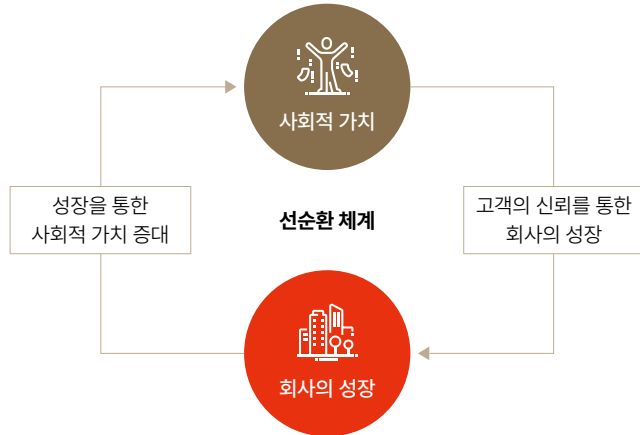 사회적 가치
성장을 통한
사회적 가치 증대
선순환 체계
고객의 신뢰를 통한
회사의 성장
회사의 성장